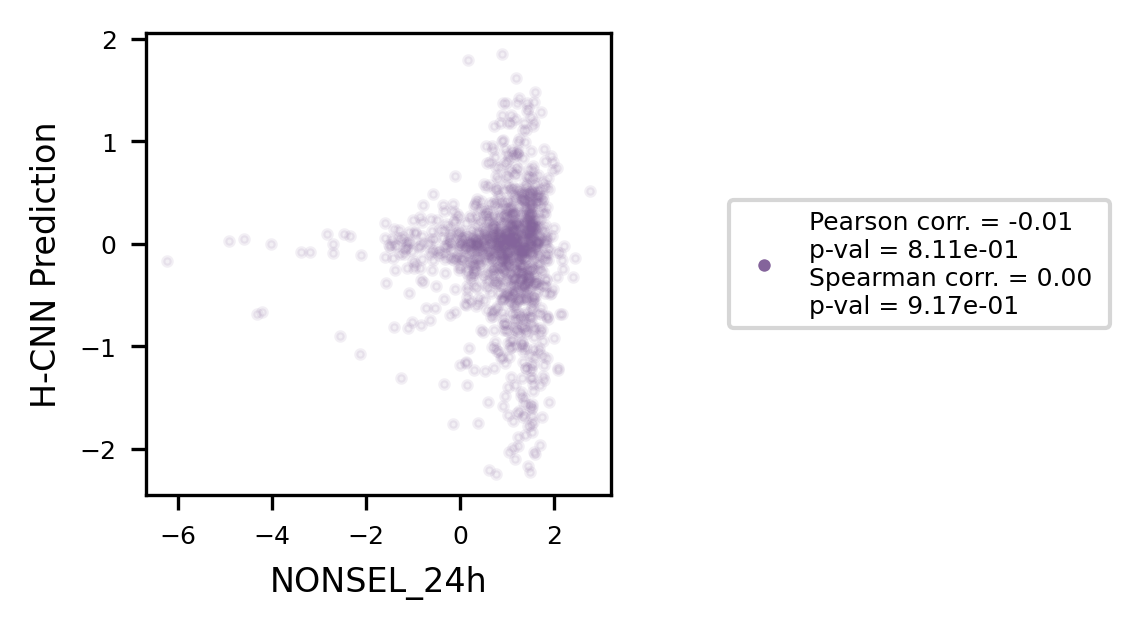 2
1
0
−1
−2
H-CNN Prediction
−6
−4
−2
0
2
NONSEL_24h
Pearson corr. = -0.01
p-val = 8.11e-01
Spearman corr. = 0.00
p-val = 9.17e-01